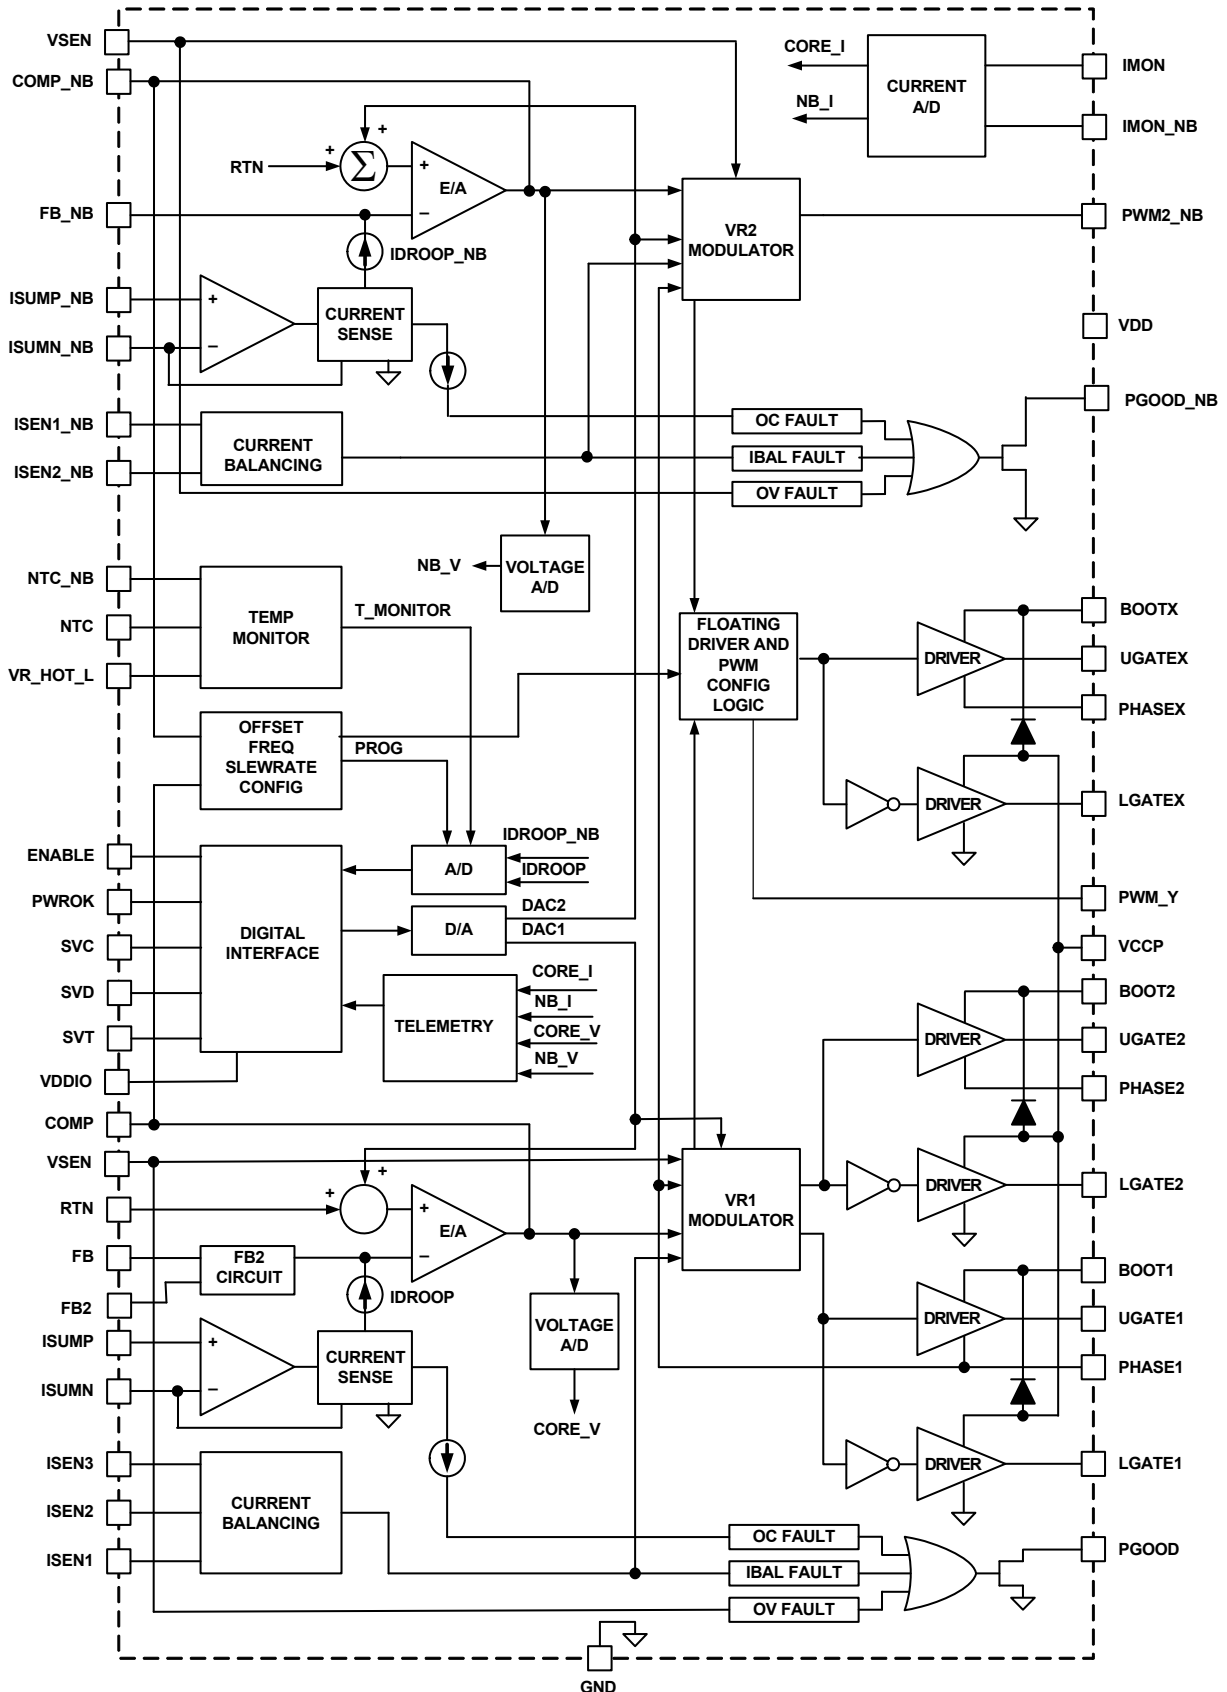 VSEN
COMP_NB
FB_NB
ISUMP_NB
ISUMN_NB
ISEN1_NB
ISEN2_NB
NTC_NB
NTC
VR_HOT_L
ENABLE
PWROK
SVC
SVD
SVT
VDDIO
COMP
VSEN
RTN
FB
FB2
ISUMP
ISUMN
ISEN3
ISEN2
ISEN1
RTN
+
+
Σ
+
−
E/A
IDROOP_NB
+
−
CURRENT
SENSE
CURRENT
BALANCING
TEMP
MONITOR
T_MONITOR
NB_V
VOLTAGE
A/D
OFFSET
FREQ
SLEWRATE
CONFIG
PROG
DIGITAL
INTERFACE
A/D
IDROOP_NB
IDROOP
D/A
DAC2
DAC1
TELEMETRY
CORE_I
NB_I
CORE_V
NB_V
+
+
+
−
E/A
FB2
CIRCUIT
IDROOP
+
−
CURRENT
SENSE
VOLTAGE
A/D
CORE_V
CURRENT
BALANCING
CORE_I
NB_I
CURRENT
A/D
VR2
MODULATOR
OC FAULT
IBAL FAULT
OV FAULT
FLOATING
DRIVER AND
PWM
CONFIG
LOGIC
DRIVER
DRIVER
VR1
MODULATOR
DRIVER
DRIVER
DRIVER
DRIVER
OC FAULT
IBAL FAULT
OV FAULT
IMON
IMON_NB
PWM2_NB
VDD
PGOOD_NB
BOOTX
UGATEX
PHASEX
LGATEX
PWM_Y
VCCP
BOOT2
UGATE2
PHASE2
LGATE2
BOOT1
UGATE1
PHASE1
LGATE1
PGOOD
GND